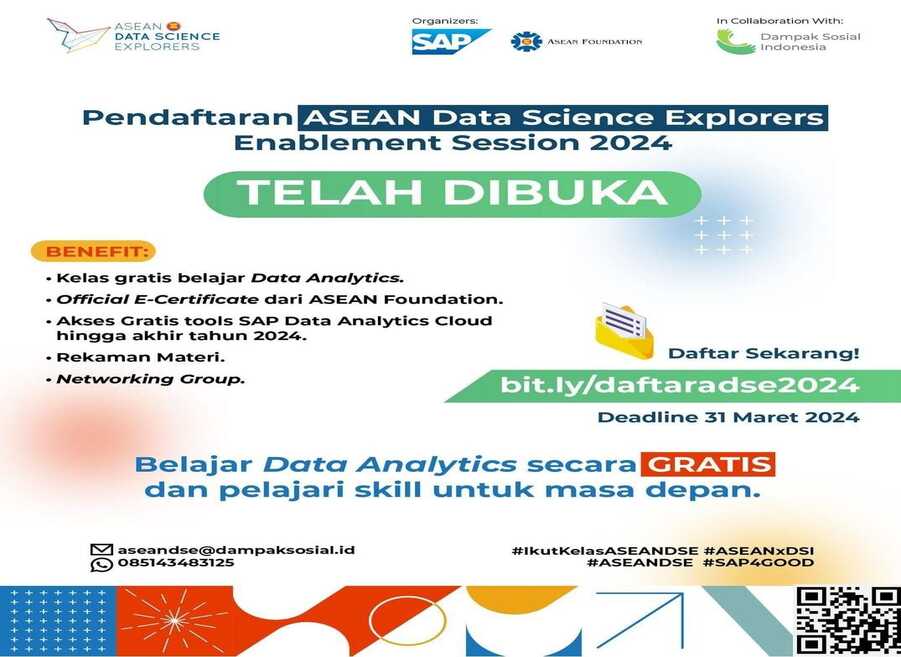 ASEAN
DATA SCIENCE
EXPLORERS
Organizers:
SAP
ASEAN FOUNDATION
In Collaboration With:
Dampak Sosial
Indonesia
Pendaftaran ASEAN Data Science Explorers
Enablement Session 2024
TELAH DIBUKA
BENEFIT:
• Kelas gratis belajar Data Analytics.
• Official E-Certificate dari ASEAN Foundation.
• Akses Gratis tools SAP Data Analytics Cloud
hingga akhir tahun 2024.
• Rekaman Materi.
• Networking Group.
Daftar Sekarang!
bit.ly/daftaradse2024
Deadline 31 Maret 2024
Belajar Data Analytics secara GRATIS
dan pelajari skill untuk masa depan.
aseandse@dampaksosial.id
085143483125
#IkutKelasASEANDSE #ASEANxDSI
#ASEANDSE #SAP4GOOD